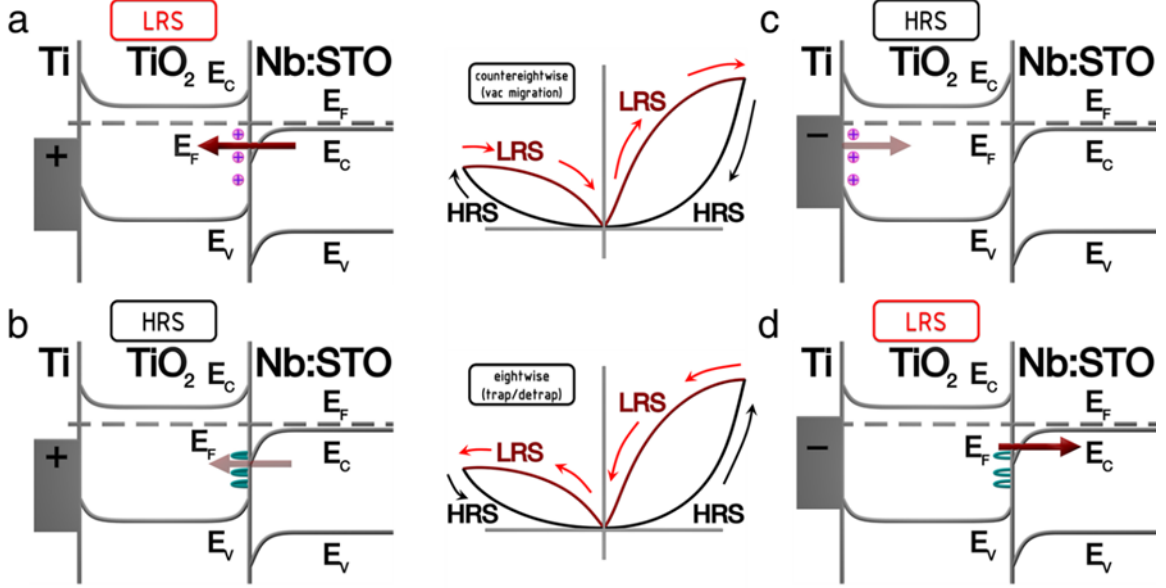 a
LRS
Ti TiO2 Nb:STO
EC
EF
+
EF
EC
EV
EV
countereightwise
(vac migration)
LRS
LRS
HRS
HRS
c
HRS
Ti TiO2 Nb:STO
EC
EF
−
EF
EC
EV
EV
b
HRS
Ti TiO2 Nb:STO
EC
EF
+
EF
EC
EV
EV
eightwise
(trap/detrap)
LRS
LRS
HRS
HRS
d
LRS
Ti TiO2 Nb:STO
EC
EF
−
EF
EC
EV
EV